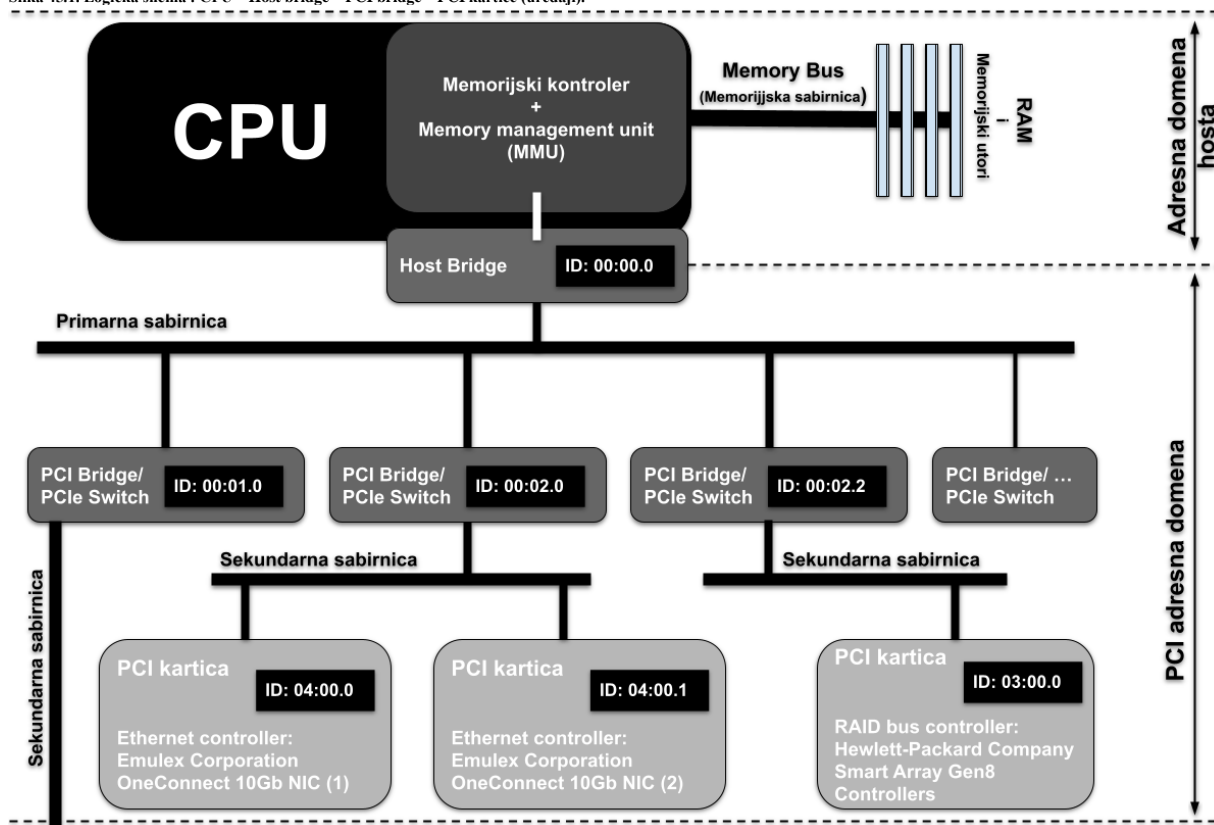 CPU
Memorijski kontroler
+
Memory management unit
(MMU)
Memory Bus
(Memorijjska sabirnica)
Memorijski utori
i
RAM
Adresna domena
hosta
Host Bridge
ID: 00:00.0
Primarna sabirnica
PCI Bridge/
PCIe Switch
ID: 00:01.0
PCI Bridge/
PCIe Switch
ID: 00:02.0
PCI Bridge/
PCIe Switch
ID: 00:02.2
PCI Bridge/ ...
PCIe Switch
Sekundarna sabirnica
Sekundarna sabirnica
Sekundarna sabirnica
PCI adresna domena
PCI kartica
ID: 04:00.0
Ethernet controller:
Emulex Corporation
OneConnect 10Gb NIC (1)
PCI kartica
ID: 04:00.1
Ethernet controller:
Emulex Corporation
OneConnect 10Gb NIC (2)
PCI kartica
ID: 03:00.0
RAID bus controller:
Hewlett-Packard Company
Smart Array Gen8
Controllers